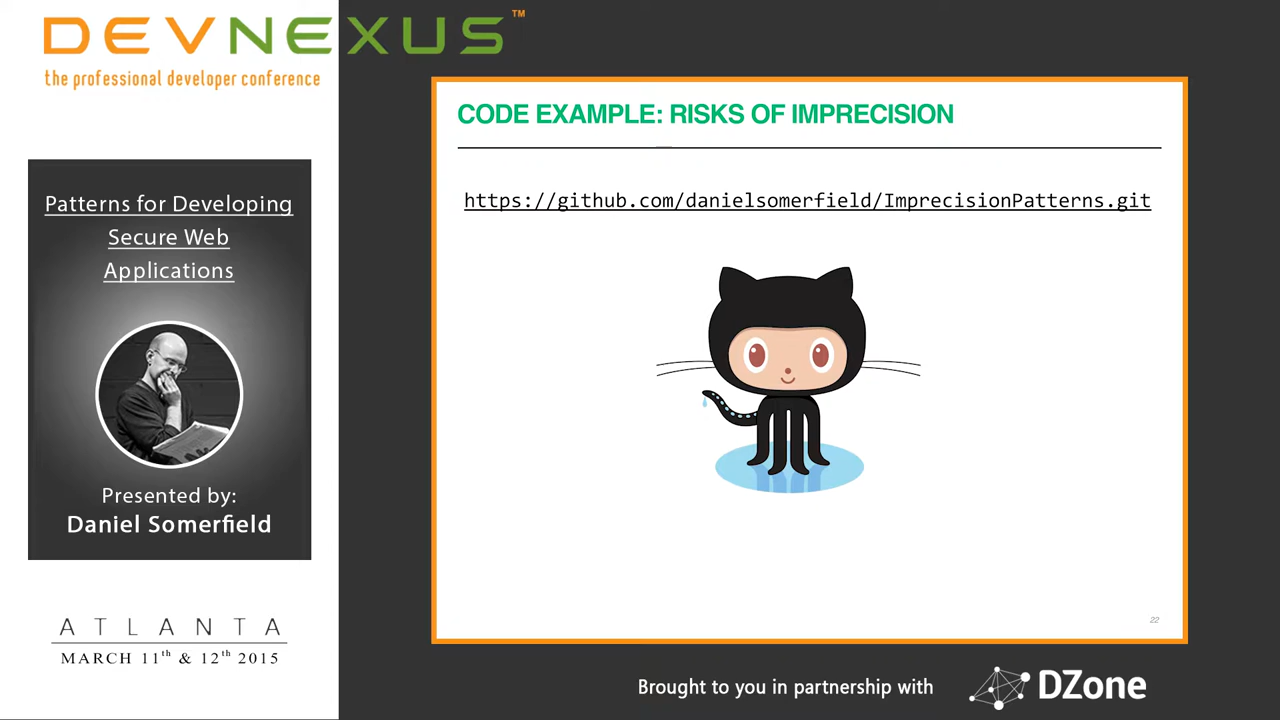 DEVNEXUS™
the professional developer conference
Patterns for Developing
Secure Web
Applications
Presented by:
Daniel Somerfield
ATLANTA
MARCH 11th & 12th 2015
CODE EXAMPLE: RISKS OF IMPRECISION
https://github.com/danielsomerfield/ImprecisionPatterns.git
22
Brought to you in partnership with
DZone